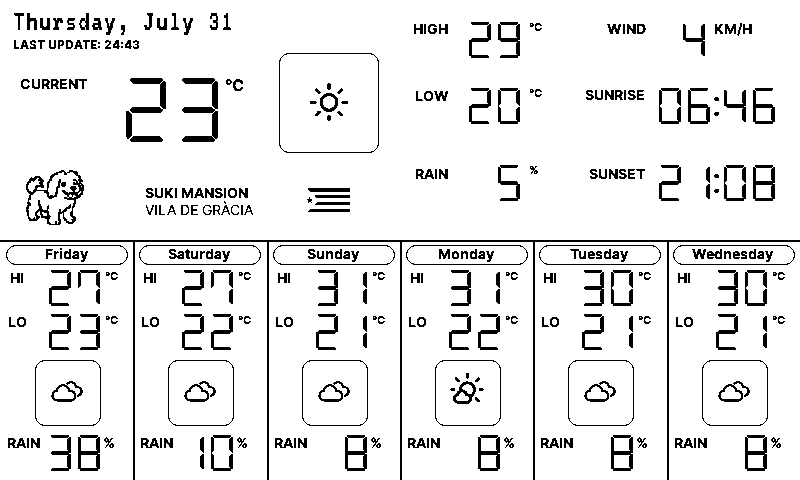 Thursday, July 31
LAST UPDATE: 24:43
CURRENT 23 °C
HIGH 29 °C
WIND 4 KM/H
LOW 20 °C
SUNRISE 06:46
RAIN 5 %
SUNSET 21:08
SUKI MANSION
VILA DE GRÀCIA
Friday
HI 27 °C
LO 23 °C
RAIN 38 %
Saturday
HI 27 °C
LO 22 °C
RAIN 10 %
Sunday
HI 31 °C
LO 21 °C
RAIN 8 %
Monday
HI 31 °C
LO 22 °C
RAIN 8 %
Tuesday
HI 30 °C
LO 21 °C
RAIN 8 %
Wednesday
HI 30 °C
LO 21 °C
RAIN 8 %